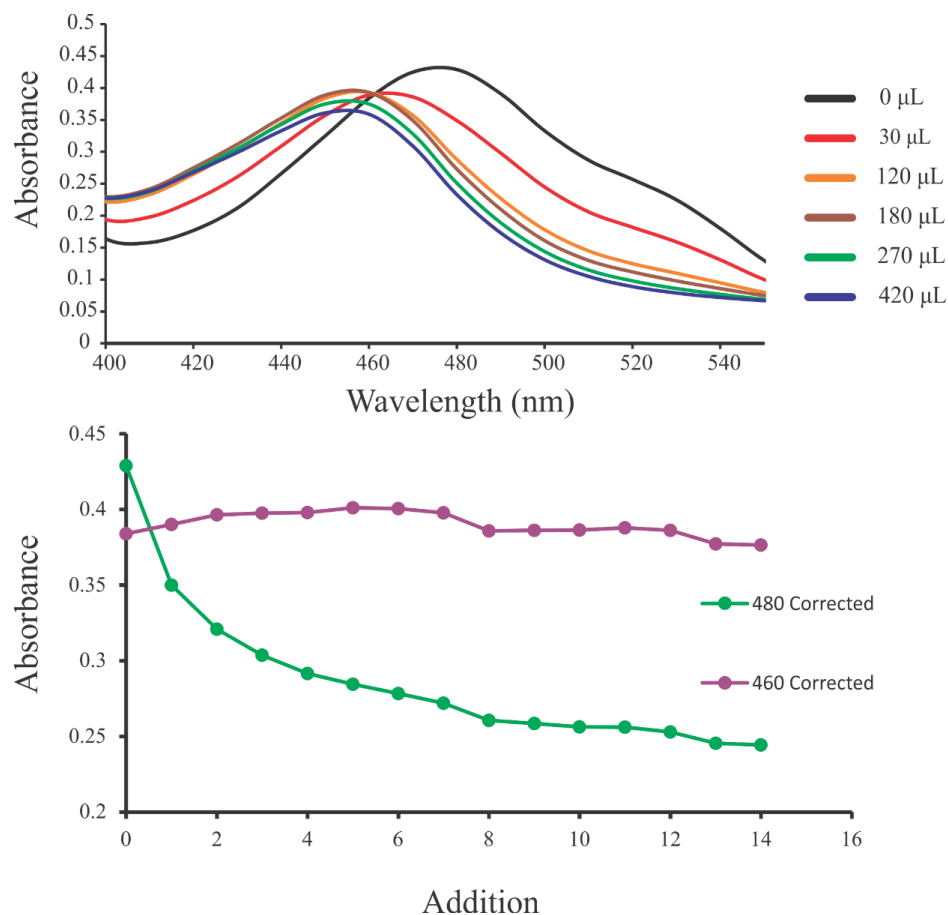 0.5
0.45
0.4
0.35
0.3
0.25
0.2
0.15
0.1
0.05
0
Absorbance
400 420 440 460 480 500 520 540
Wavelength (nm)
0 μL
30 μL
120 μL
180 μL
270 μL
420 μL
0.45
0.4
0.35
0.3
0.25
0.2
Absorbance
0 2 4 6 8 10 12 14 16
Addition
480 Corrected
460 Corrected